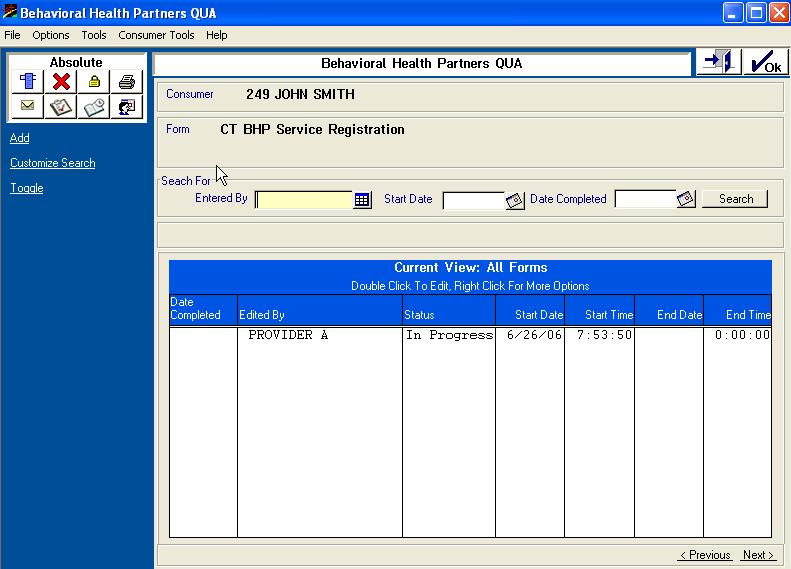 Behavioral Health Partners QUA
File Options Tools Consumer Tools Help
Absolute
Behavioral Health Partners QUA
Ok
Add
Customize Search
Toggle
Consumer 249 JOHN SMITH
Form CT BHP Service Registration
Seach For
Entered By Start Date Date Completed Search
Current View: All Forms
Double Click To Edit, Right Click For More Options
Date Completed Edited By Status Start Date Start Time End Date End Time
PROVIDER A In Progress 6/26/06 7:53:50 0:00:00
< Previous Next >